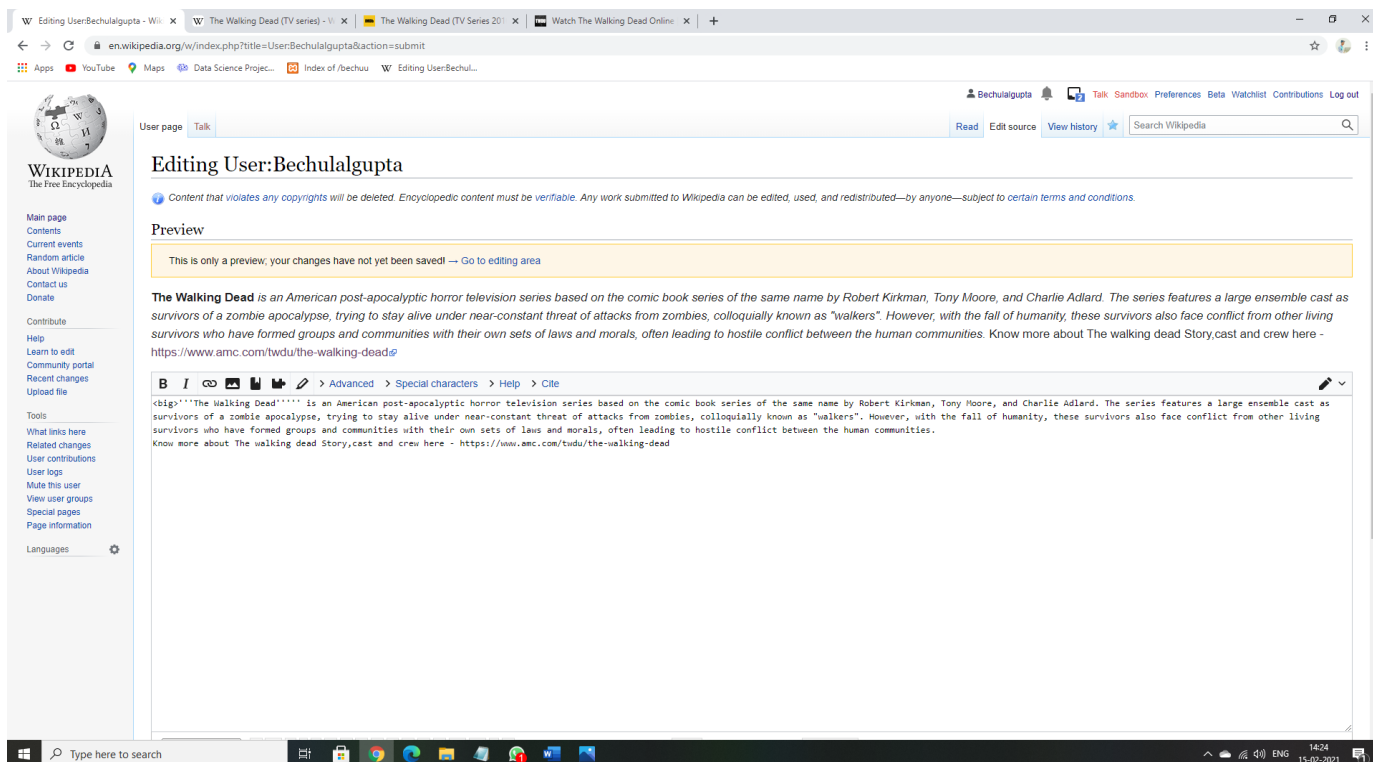 Editing User:Bechulalgupta - Wiki
The Walking Dead (TV series) - W
The Walking Dead (TV Series 201
Watch The Walking Dead Online
en.wikipedia.org/w/index.php?title=User:Bechulalgupta&action=submit
Apps YouTube Maps Data Science Projec... Index of /bechuu Editing User:Bechul...
Bechulalgupta 2 Talk Sandbox Preferences Beta Watchlist Contributions Log out
User page Talk Read Edit source View history Search Wikipedia
WIKIPEDIA
The Free Encyclopedia
Main page
Contents
Current events
Random article
About Wikipedia
Contact us
Donate
Contribute
Help
Learn to edit
Community portal
Recent changes
Upload file
Tools
What links here
Related changes
User contributions
User logs
Mute this user
View user groups
Special pages
Page information
Languages
Editing User:Bechulalgupta
Content that violates any copyrights will be deleted. Encyclopedic content must be verifiable. Any work submitted to Wikipedia can be edited, used, and redistributed—by anyone—subject to certain terms and conditions.
Preview
This is only a preview; your changes have not yet been saved! → Go to editing area
The Walking Dead is an American post-apocalyptic horror television series based on the comic book series of the same name by Robert Kirkman, Tony Moore, and Charlie Adlard. The series features a large ensemble cast as
survivors of a zombie apocalypse, trying to stay alive under near-constant threat of attacks from zombies, colloquially known as "walkers". However, with the fall of humanity, these survivors also face conflict from other living
survivors who have formed groups and communities with their own sets of laws and morals, often leading to hostile conflict between the human communities. Know more about The walking dead Story,cast and crew here -
https://www.amc.com/twdu/the-walking-dead
B I Advanced Special characters Help Cite
<big>'''The Walking Dead''''' is an American post-apocalyptic horror television series based on the comic book series of the same name by Robert Kirkman, Tony Moore, and Charlie Adlard. The series features a large ensemble cast as
survivors of a zombie apocalypse, trying to stay alive under near-constant threat of attacks from zombies, colloquially known as "walkers". However, with the fall of humanity, these survivors also face conflict from other living
survivors who have formed groups and communities with their own sets of laws and morals, often leading to hostile conflict between the human communities.
Know more about The walking dead Story,cast and crew here - https://www.amc.com/twdu/the-walking-dead
Type here to search
ENG
14:24
15-02-2021